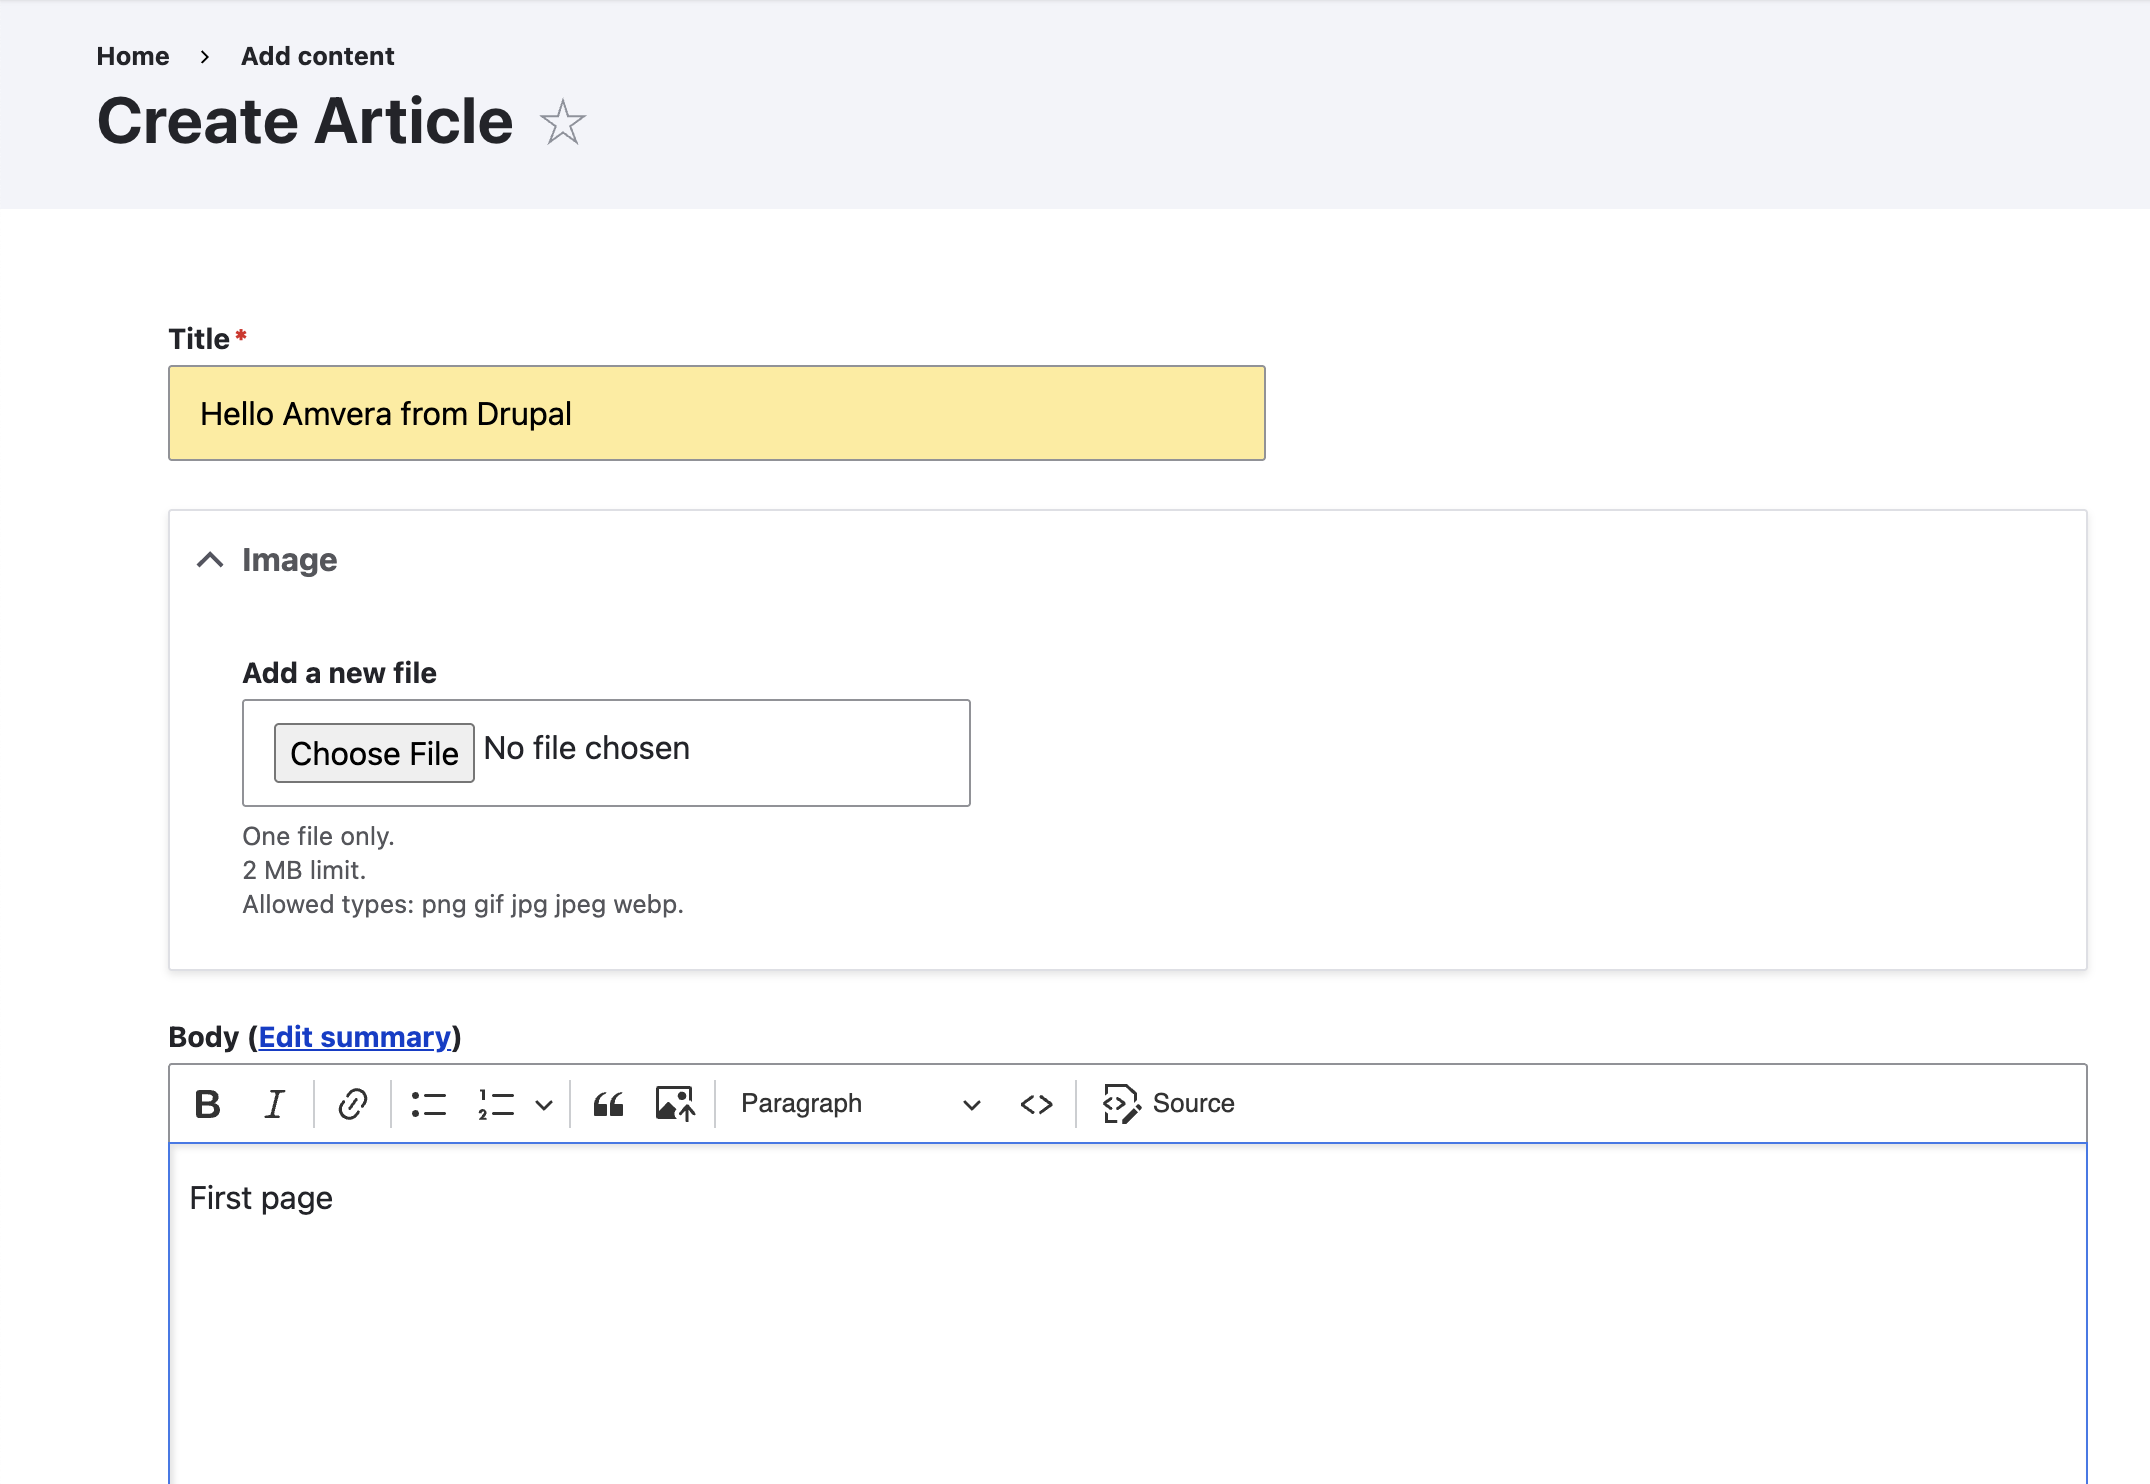 Home > Add content
Create Article
Title*
Hello Amvera from Drupal
Image
Add a new file
Choose File No file chosen
One file only.
2 MB limit.
Allowed types: png gif jpg jpeg webp.
Body (Edit summary)
B I Paragraph <> Source
First page